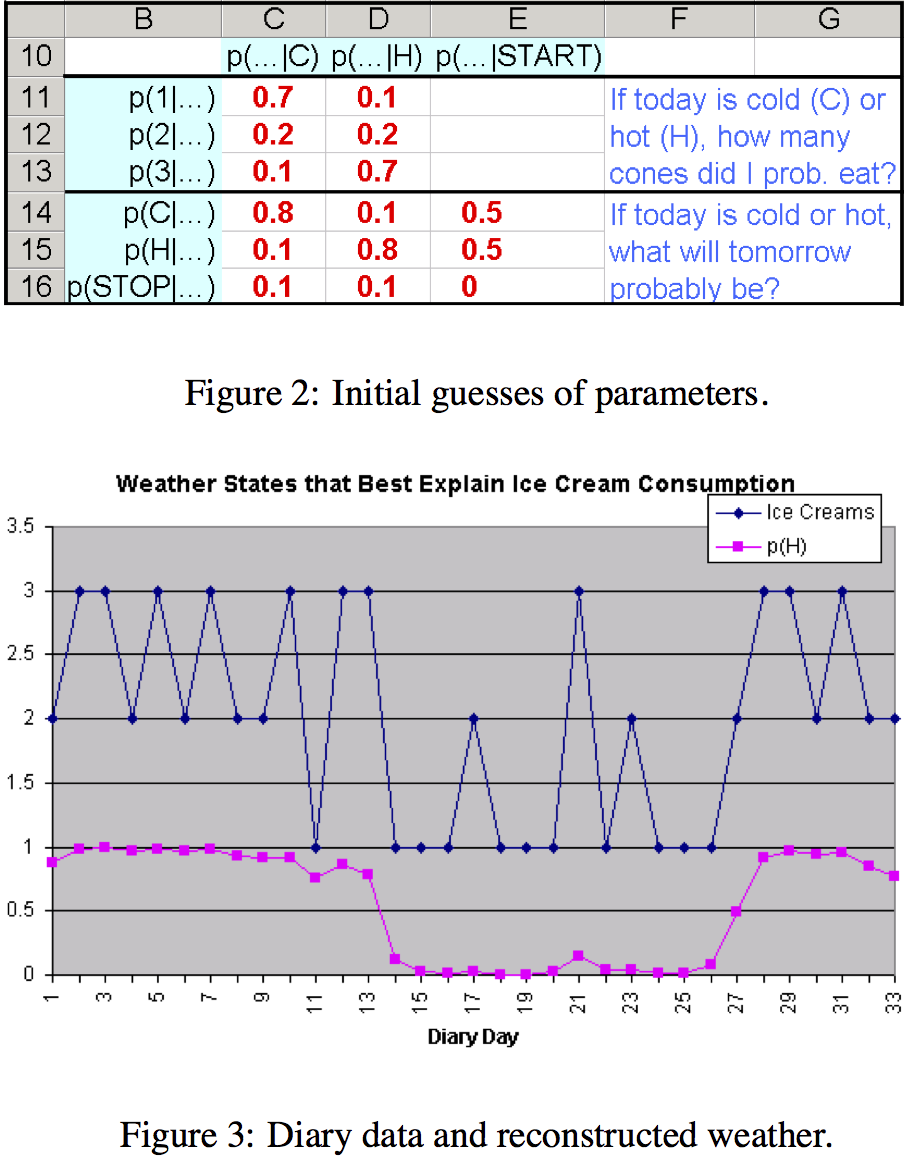 B C D E F G
10 p(...|C) p(...|H) p(...|START)
11 p(1|...) 0.7 0.1 If today is cold (C) or
12 p(2|...) 0.2 0.2 hot (H), how many
13 p(3|...) 0.1 0.7 cones did I prob. eat?
14 p(C|...) 0.8 0.1 0.5 If today is cold or hot,
15 p(H|...) 0.1 0.8 0.5 what will tomorrow
16 p(STOP|...) 0.1 0.1 0 probably be?
Figure 2: Initial guesses of parameters.
Weather States that Best Explain Ice Cream Consumption
Ice Creams
p(H)
3.5
3
2.5
2
1.5
1
0.5
0
1 3 5 7 9 11 13 15 17 19 21 23 25 27 29 31 33
Diary Day
Figure 3: Diary data and reconstructed weather.